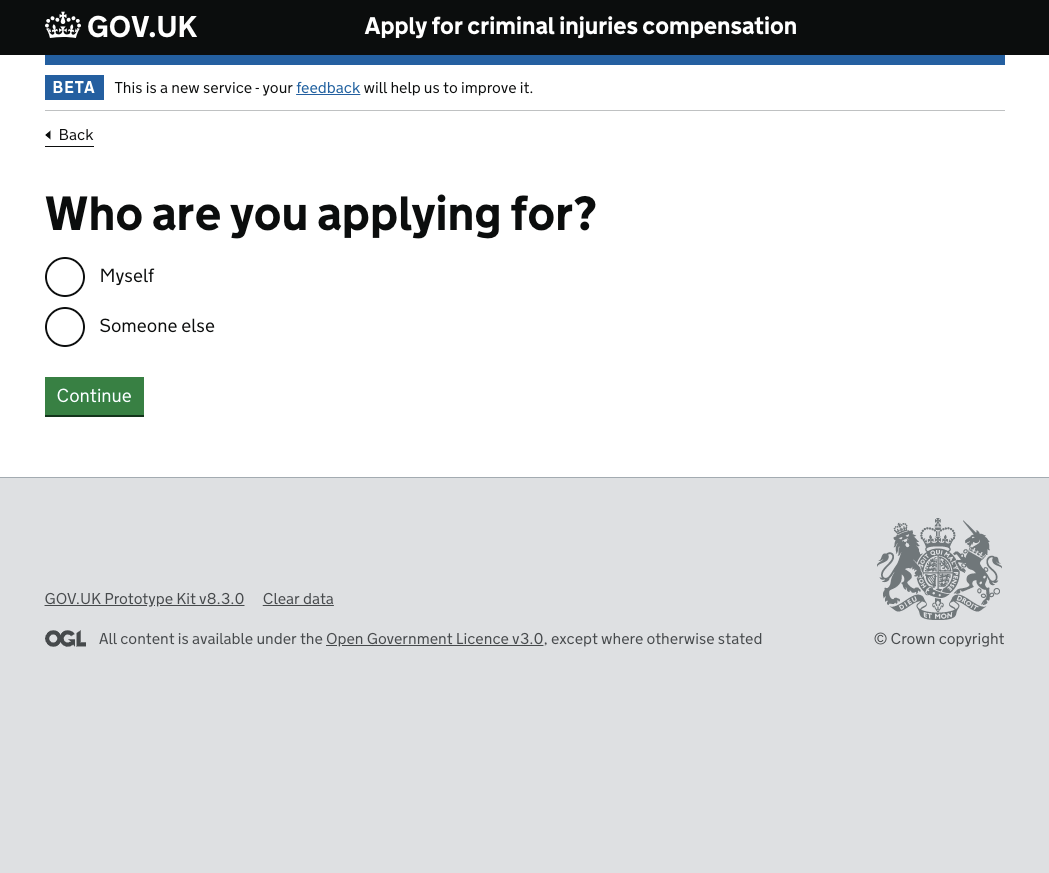 GOV.UK Apply for criminal injuries compensation
BETA This is a new service - your feedback will help us to improve it.
Back
Who are you applying for?
Myself
Someone else
Continue
GOV.UK Prototype Kit v8.3.0 Clear data
OGL All content is available under the Open Government Licence v3.0, except where otherwise stated
© Crown copyright